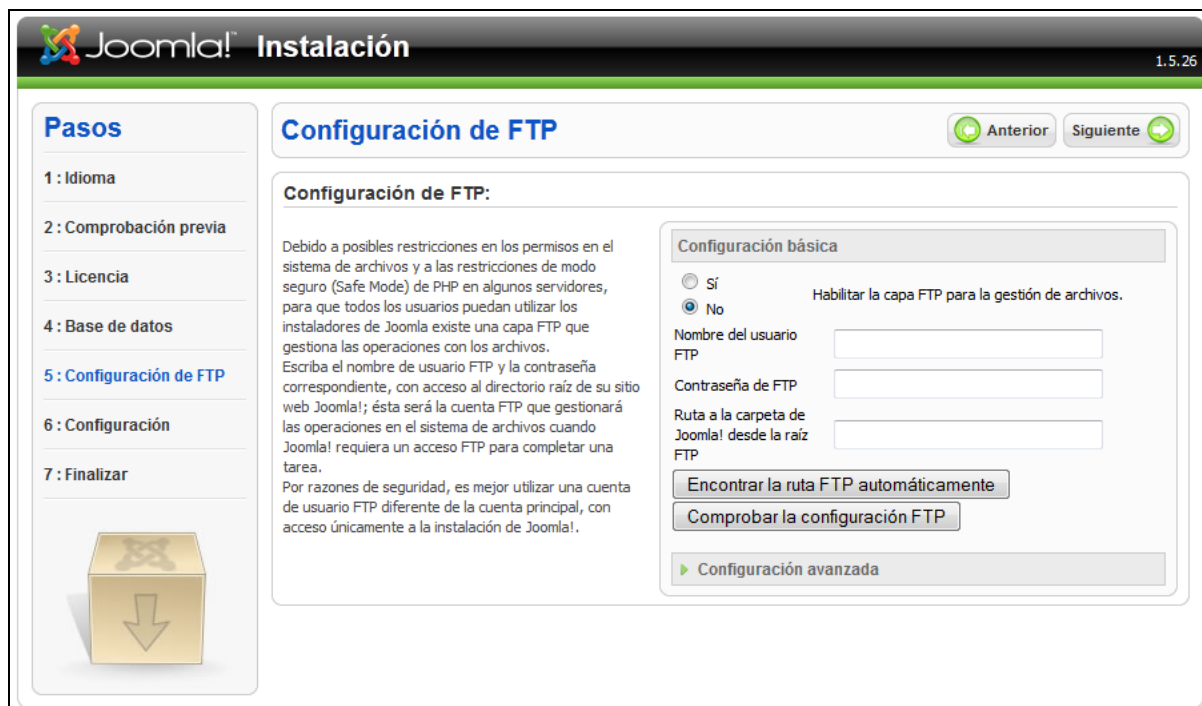 Joomla!™ Instalación
1.5.26
Pasos
1 : Idioma
2 : Comprobación previa
3 : Licencia
4 : Base de datos
5 : Configuración de FTP
6 : Configuración
7 : Finalizar
Configuración de FTP
Anterior
Siguiente
Configuración de FTP:
Debido a posibles restricciones en los permisos en el
sistema de archivos y a las restricciones de modo
seguro (Safe Mode) de PHP en algunos servidores,
para que todos los usuarios puedan utilizar los
instaladores de Joomla existe una capa FTP que
gestiona las operaciones con los archivos.
Escriba el nombre de usuario FTP y la contraseña
correspondiente, con acceso al directorio raíz de su sitio
web Joomla!; ésta será la cuenta FTP que gestionará
las operaciones en el sistema de archivos cuando
Joomla! requiera un acceso FTP para completar una
tarea.
Por razones de seguridad, es mejor utilizar una cuenta
de usuario FTP diferente de la cuenta principal, con
acceso únicamente a la instalación de Joomla!.
Configuración básica
Sí
No
Habilitar la capa FTP para la gestión de archivos.
Nombre del usuario
FTP
Contraseña de FTP
Ruta a la carpeta de
Joomla! desde la raíz
FTP
Encontrar la ruta FTP automáticamente
Comprobar la configuración FTP
Configuración avanzada